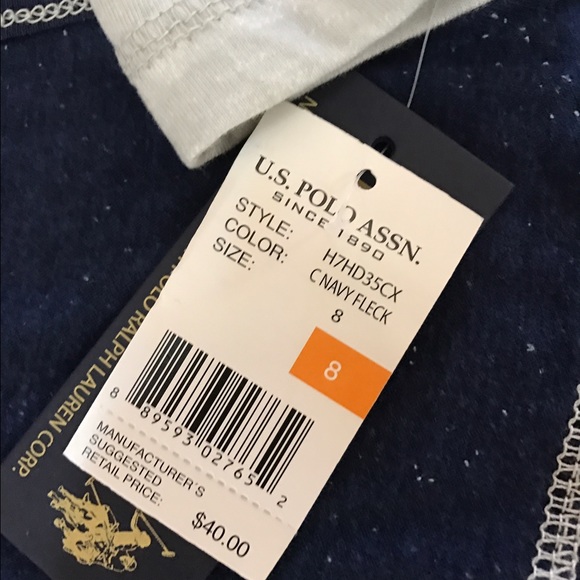 U.S. POLO ASSN.
SINCE 1890
STYLE: H7HD35CX
COLOR: C NAVY FLECK
SIZE: 8
8
8 89593 02765 2
MANUFACTURER'S
SUGGESTED
RETAIL PRICE:
$40.00
POLO RALPH LAUREN CORP.